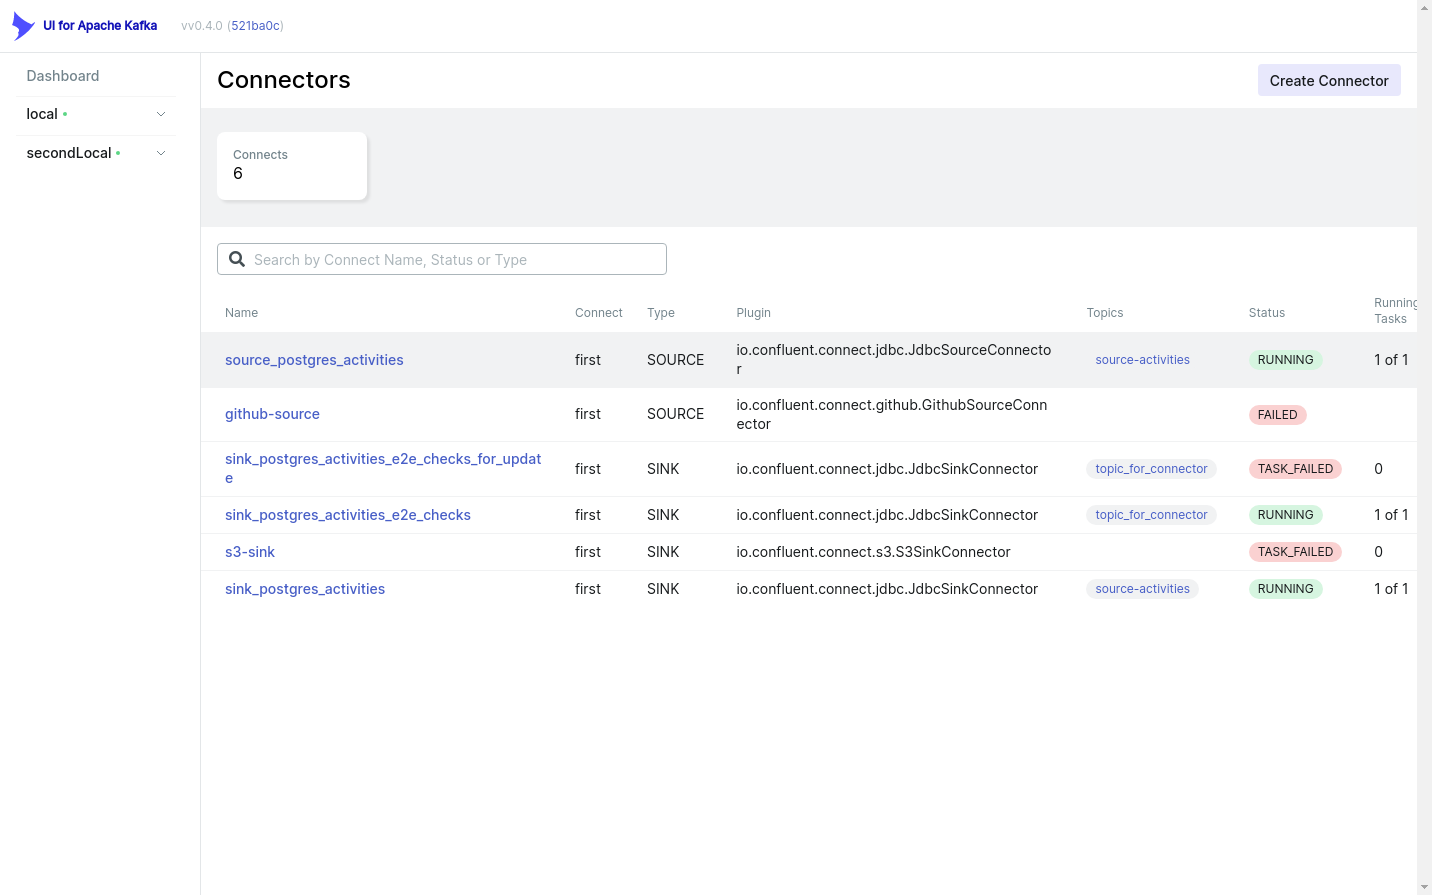 UI for Apache Kafka vv0.4.0 (521ba0c)
Dashboard
local
secondLocal
Connectors
Create Connector
Connects
6
Search by Connect Name, Status or Type
Name Connect Type Plugin Topics Status Running
Tasks
source_postgres_activities first SOURCE io.confluent.connect.jdbc.JdbcSourceConnecto
r source-activities RUNNING 1 of 1
github-source first SOURCE io.confluent.connect.github.GithubSourceConn
ector FAILED
sink_postgres_activities_e2e_checks_for_updat
e first SINK io.confluent.connect.jdbc.JdbcSinkConnector topic_for_connector TASK_FAILED 0
sink_postgres_activities_e2e_checks first SINK io.confluent.connect.jdbc.JdbcSinkConnector topic_for_connector RUNNING 1 of 1
s3-sink first SINK io.confluent.connect.s3.S3SinkConnector TASK_FAILED 0
sink_postgres_activities first SINK io.confluent.connect.jdbc.JdbcSinkConnector source-activities RUNNING 1 of 1